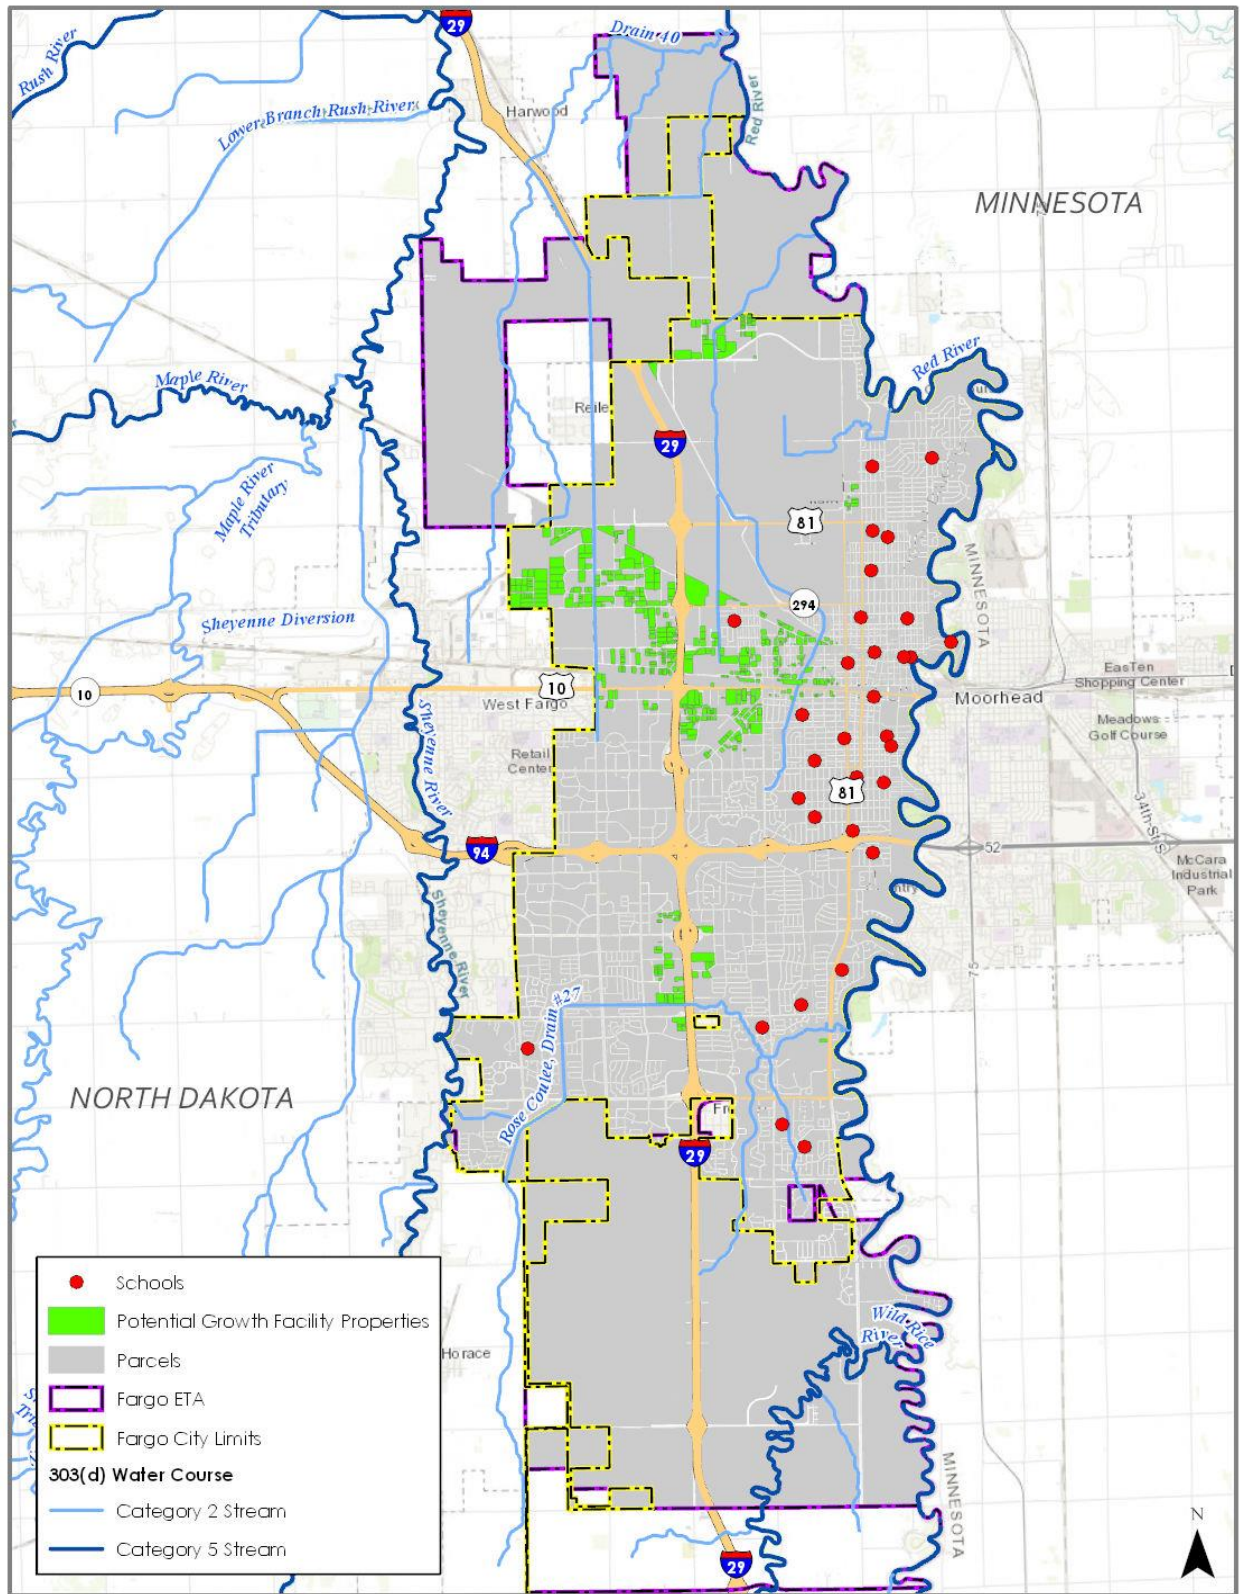 29
Drain 40
Rush River
Harwood
Lower Branch Rush River
Red River
MINNESOTA
Red River
Maple River
Reile
29
Maple River
Tributary
81
MINNESOTA
294
Sheyenne Diversion
EasTen
Shopping Center
10
10
West Fargo
Moorhead
Meadows
Golf Course
Sheyenne River
Retail
Center
81
34th St S
94
52
McCara
Industrial
Park
Sheyenne River
75
Rose Coulee, Drain #27
NORTH DAKOTA
29
Schools
Potential Growth Facility Properties
Wild Rice
River
Parcels
Horace
Fargo ETA
Fargo City Limits
303(d) Water Course
Category 2 Stream
Category 5 Stream
MINNESOTA
N
29